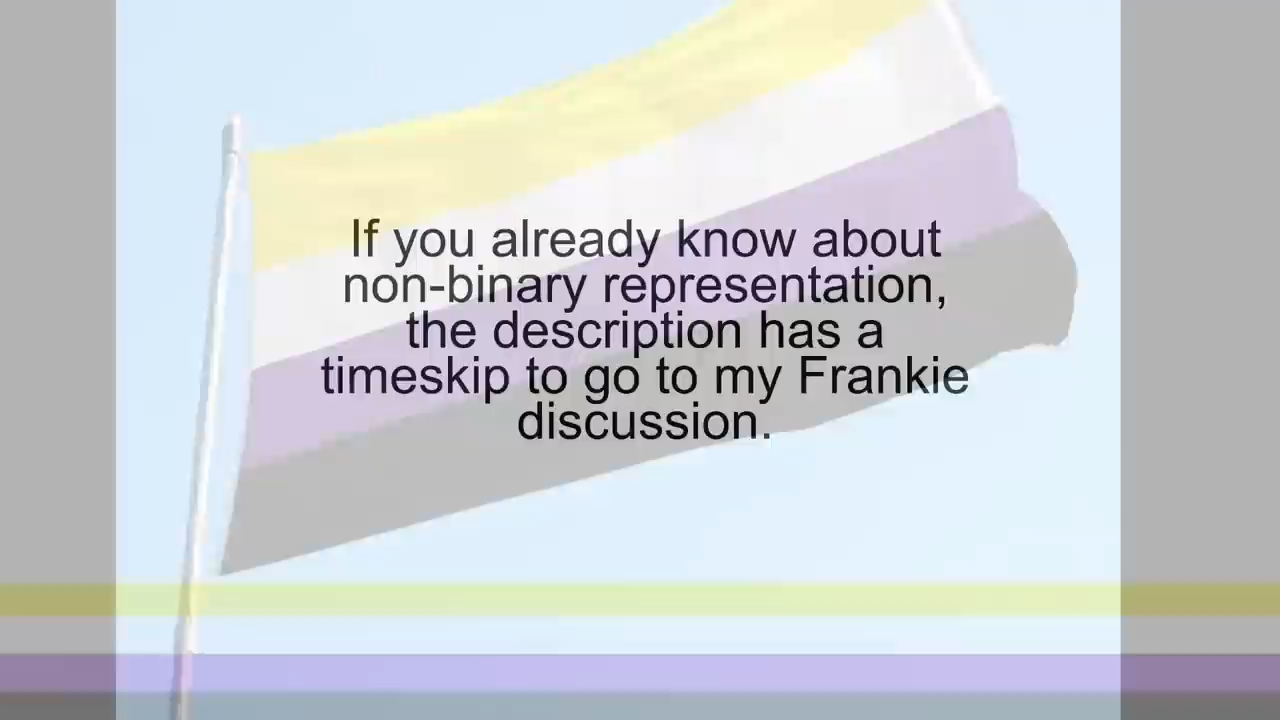 If you already know about
non-binary representation,
the description has a
timeskip to go to my Frankie
discussion.